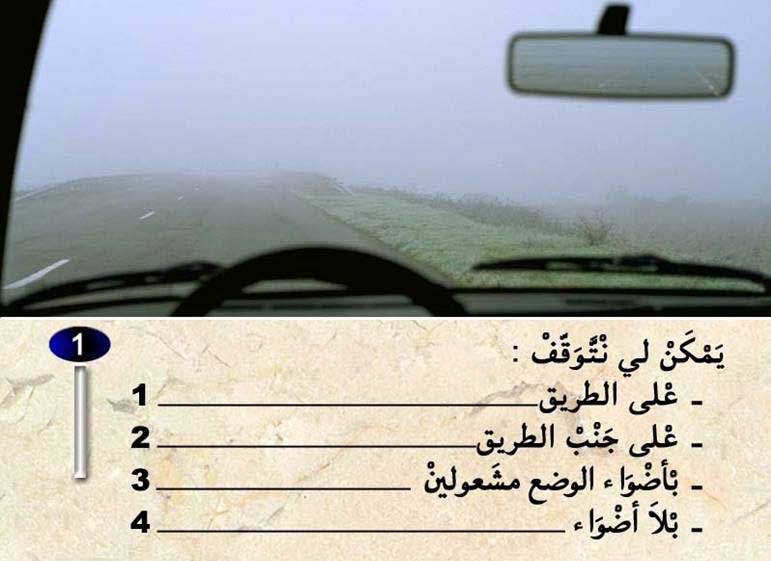 1
يَمْكَنْ لي نْتَّوَقَّفْ :
- عْلى الطريق 1
- عْلى جَنْبْ الطريق 2
- بْأضْوَاء الوضع مشَعولينْ 3
- بْلاَ أضْوَاء 4